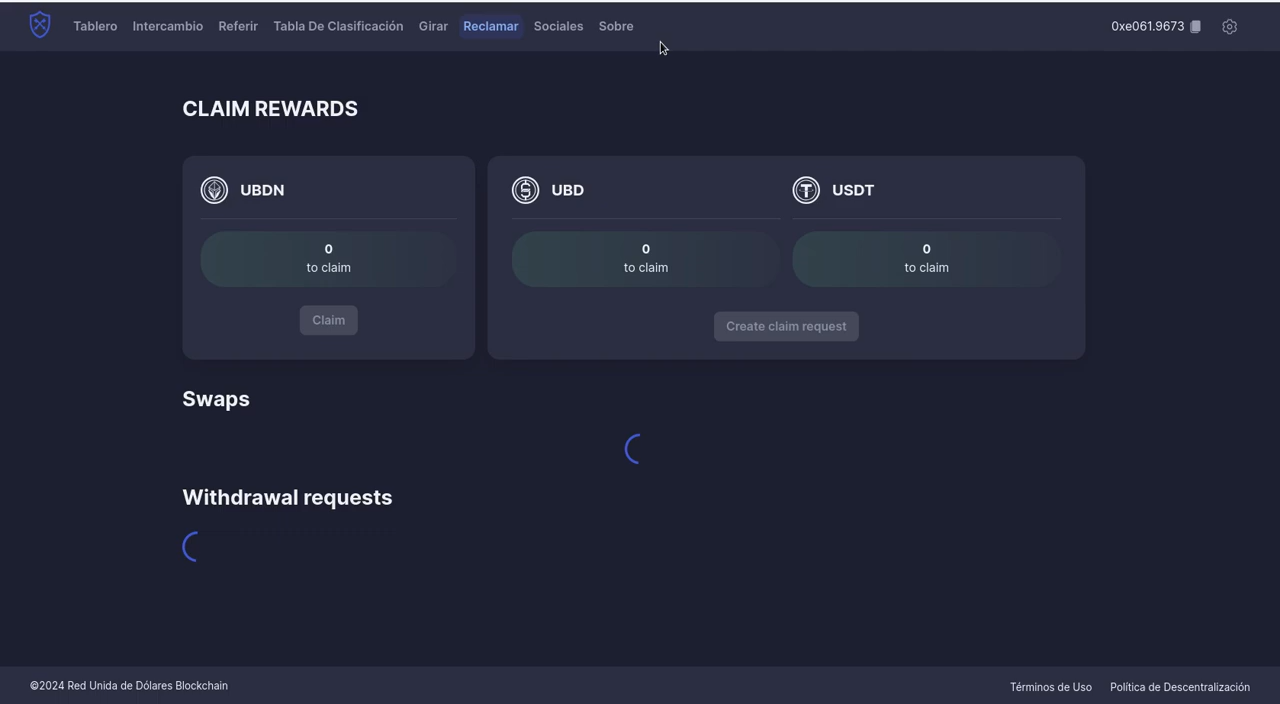 Tablero Intercambio Referir Tabla De Clasificación Girar Reclamar Sociales Sobre 0xe061.9673
CLAIM REWARDS
UBDN UBD USDT
0 0 0
to claim to claim to claim
Claim
Create claim request
Swaps
Withdrawal requests
©2024 Red Unida de Dólares Blockchain Términos de Uso Política de Descentralización